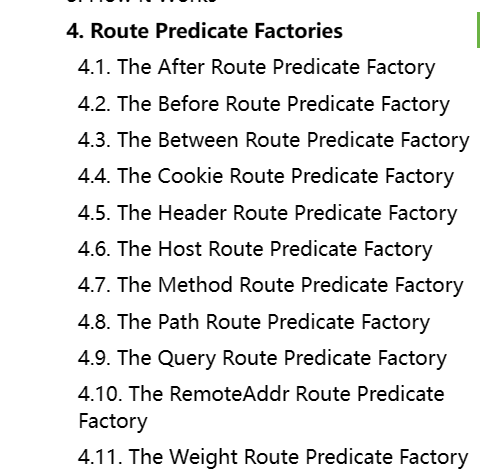 4. Route Predicate Factories
4.1. The After Route Predicate Factory
4.2. The Before Route Predicate Factory
4.3. The Between Route Predicate Factory
4.4. The Cookie Route Predicate Factory
4.5. The Header Route Predicate Factory
4.6. The Host Route Predicate Factory
4.7. The Method Route Predicate Factory
4.8. The Path Route Predicate Factory
4.9. The Query Route Predicate Factory
4.10. The RemoteAddr Route Predicate
Factory
4.11. The Weight Route Predicate Factory